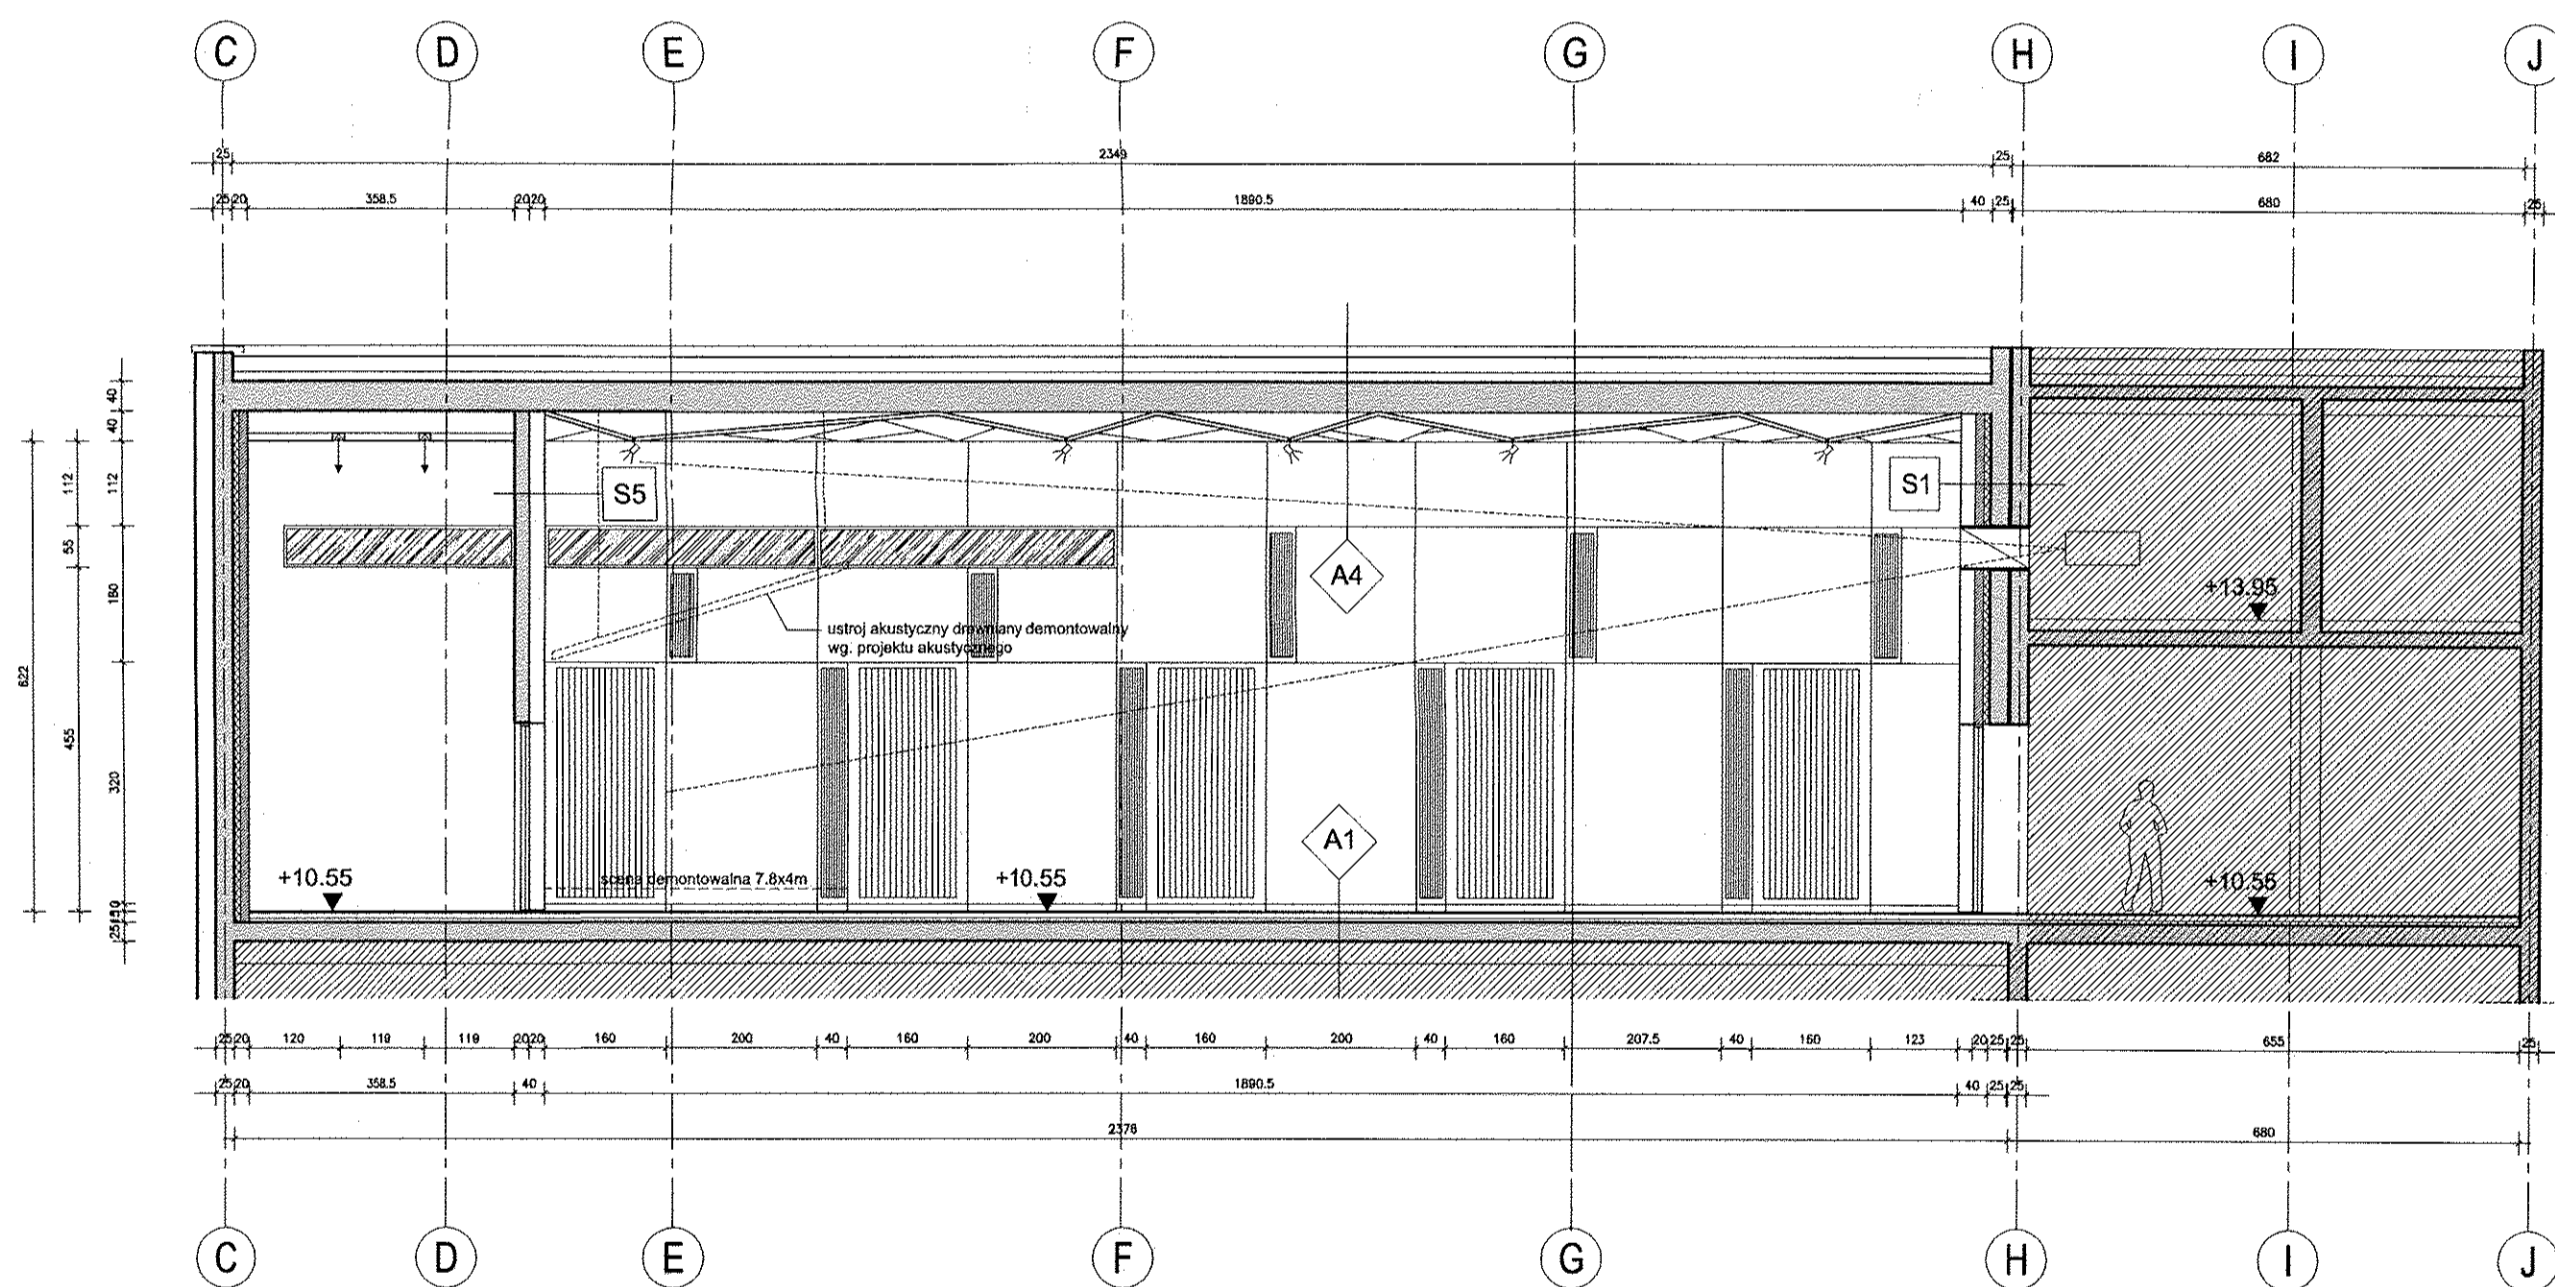 C D E F G H I J
25 2349 25 682
25 20 358.5 20 20 1890.5 40 25 680 25
40
40
112 112
55
180
622
455
320
10
25
S5
S1
A4
+13.95
ustroj akustyczny drewniany demontowalny
wg. projektu akustycznego
A1
+10.55 scena demontowalna 7.8x4m +10.55 +10.55
25 20 120 119 119 20 20 160 200 40 160 200 40 160 200 40 160 207.5 40 160 123 20 25 25 655 25
25 20 358.5 40 1890.5 40 25 25
2378 680
C D E F G H I J